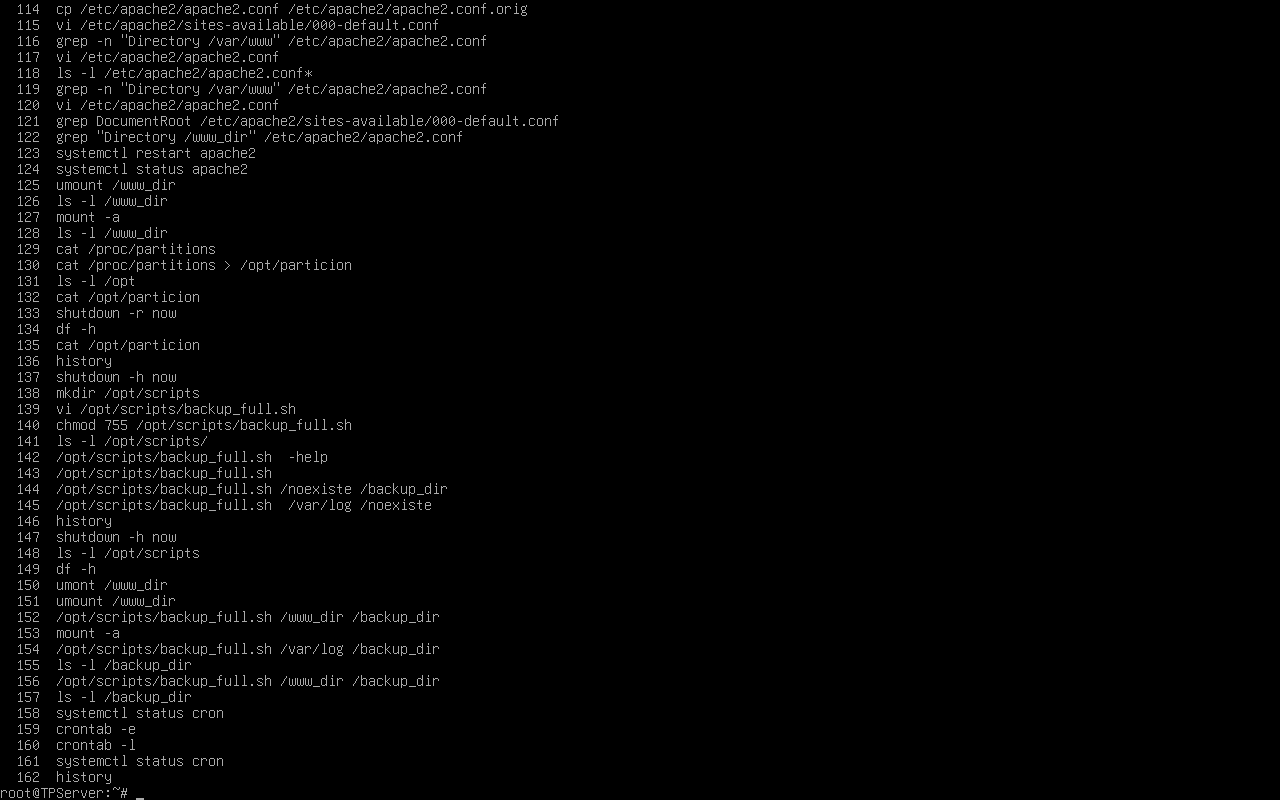 114  cp /etc/apache2/apache2.conf /etc/apache2/apache2.conf.orig
115  vi /etc/apache2/sites-available/000-default.conf
116  grep -n "Directory /var/www" /etc/apache2/apache2.conf
117  vi /etc/apache2/apache2.conf
118  ls -l /etc/apache2/apache2.conf*
119  grep -n "Directory /var/www" /etc/apache2/apache2.conf
120  vi /etc/apache2/apache2.conf
121  grep DocumentRoot /etc/apache2/sites-available/000-default.conf
122  grep "Directory /www_dir" /etc/apache2/apache2.conf
123  systemctl restart apache2
124  systemctl status apache2
125  umount /www_dir
126  ls -l /www_dir
127  mount -a
128  ls -l /www_dir
129  cat /proc/partitions
130  cat /proc/partitions > /opt/particion
131  ls -l /opt
132  cat /opt/particion
133  shutdown -r now
134  df -h
135  cat /opt/particion
136  history
137  shutdown -h now
138  mkdir /opt/scripts
139  vi /opt/scripts/backup_full.sh
140  chmod 755 /opt/scripts/backup_full.sh
141  ls -l /opt/scripts/
142  /opt/scripts/backup_full.sh  -help
143  /opt/scripts/backup_full.sh
144  /opt/scripts/backup_full.sh /noexiste /backup_dir
145  /opt/scripts/backup_full.sh  /var/log /noexiste
146  history
147  shutdown -h now
148  ls -l /opt/scripts
149  df -h
150  umont /www_dir
151  umount /www_dir
152  /opt/scripts/backup_full.sh /www_dir /backup_dir
153  mount -a
154  /opt/scripts/backup_full.sh /var/log /backup_dir
155  ls -l /backup_dir
156  /opt/scripts/backup_full.sh /www_dir /backup_dir
157  ls -l /backup_dir
158  systemctl status cron
159  crontab -e
160  crontab -l
161  systemctl status cron
162  history
root@TPServer:~# _